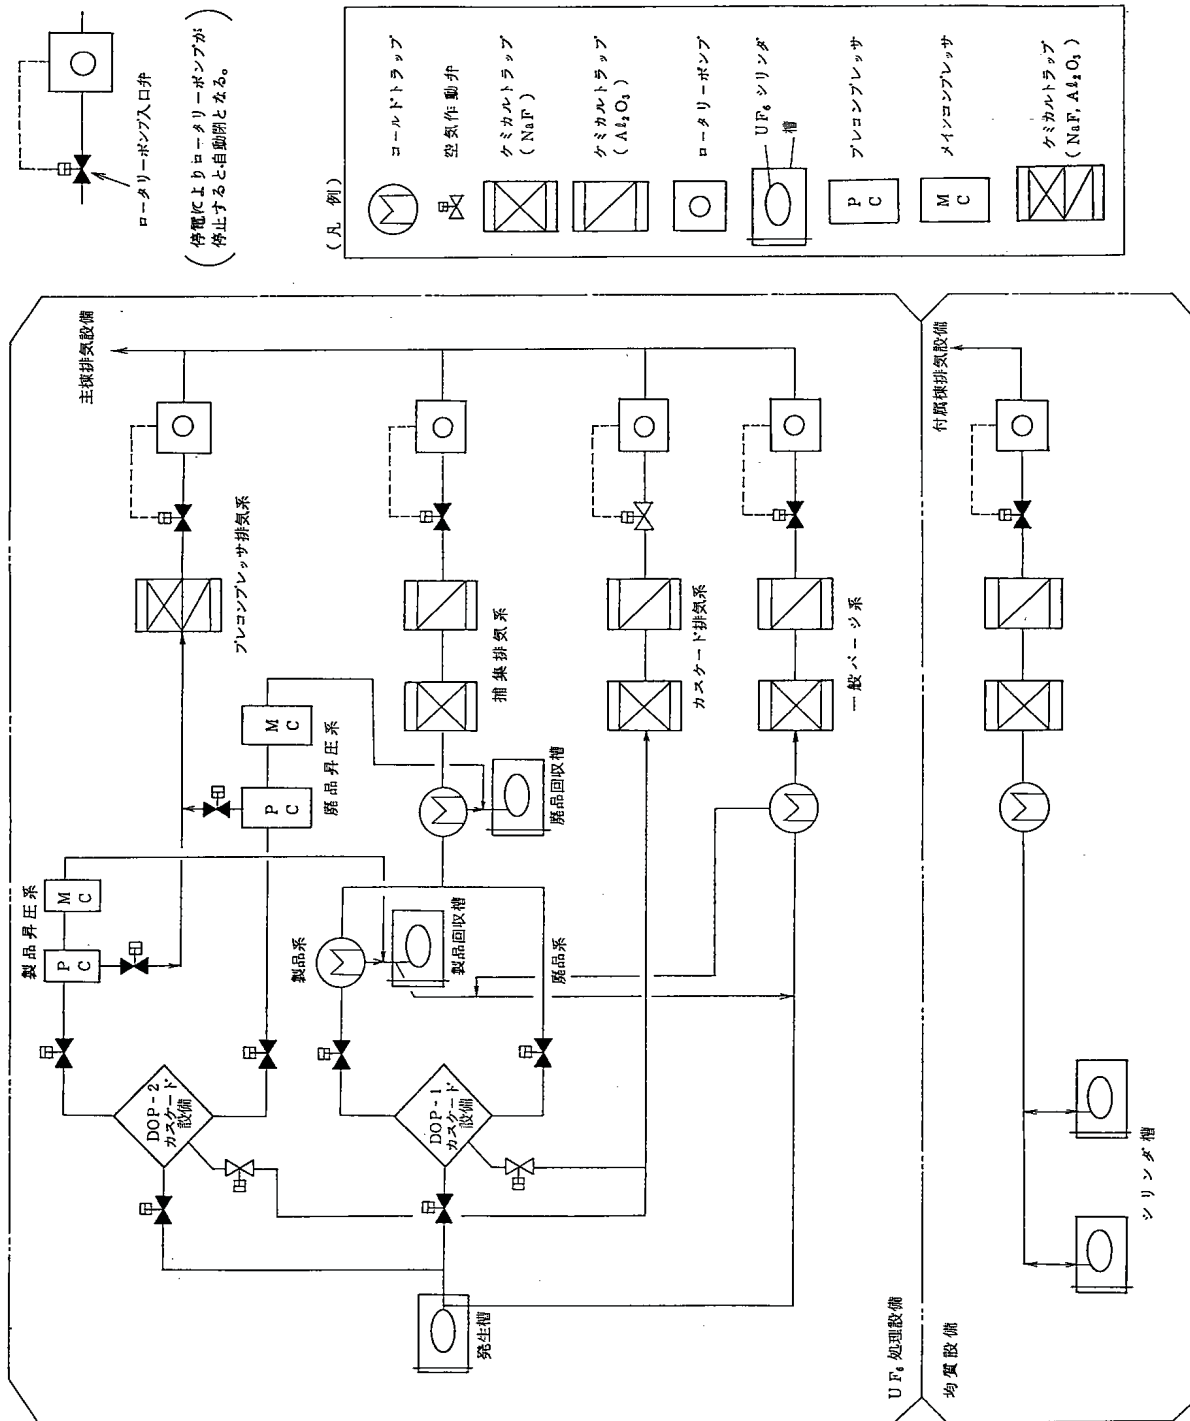 ロータリーポンプ入口弁
(停電によりロータリーポンプが
停止すると自動閉となる。)
(凡 例)
コールドトラップ
空気作動弁
ケミカルトラップ
(NaF)
ケミカルトラップ
(Al₂O₃)
ロータリーポンプ
UF₆シリンダ
槽
P C
プレコンプレッサ
M C
メインコンプレッサ
ケミカルトラップ
(NaF, Al₂O₃)
主棟排気設備
プレコンプレッサ排気系
製品昇圧系
P C
M C
廃品昇圧系
P C
M C
DOP-2
カスケード
設備
捕集排気系
廃品回収槽
製品系
製品回収槽
廃品系
DOP-1
カスケード
設備
カスケード排気系
一般パージ系
発生槽
UF₆処理設備
付属棟排気設備
シリンダ槽
均質設備